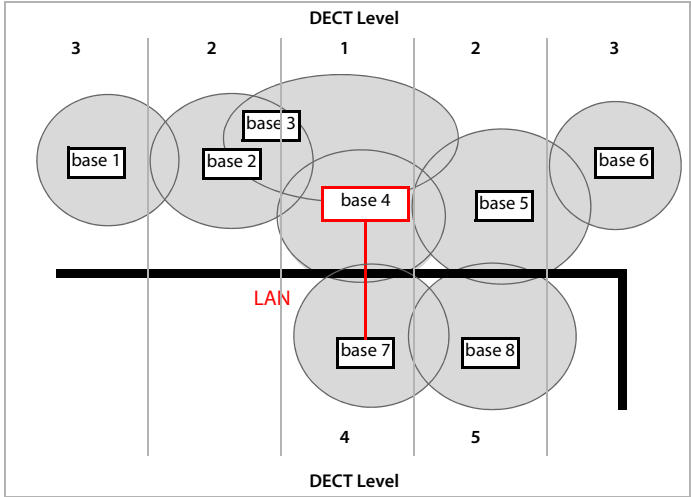 DECT Level
3 2 1 2 3
base 3
base 1 base 2 base 6
base 4 base 5
LAN
base 7 base 8
4 5
DECT Level